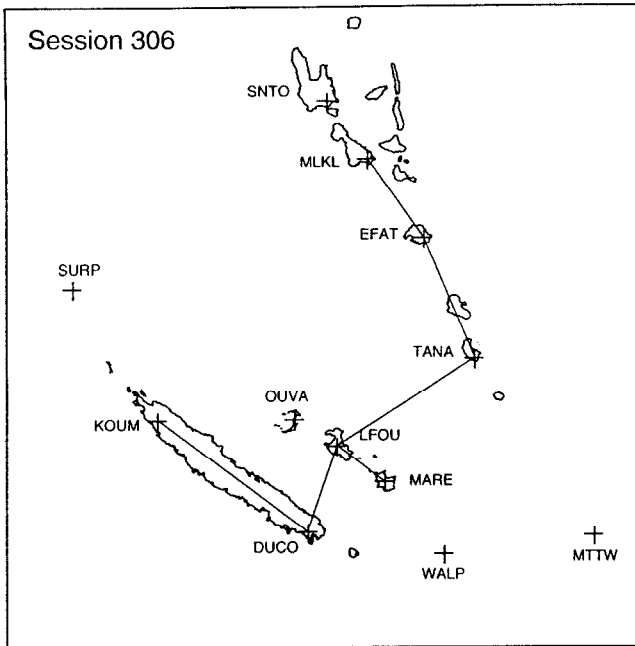 Session 306
SNTO
MLKL
EFAT
SURP
TANA
OUVA
KOUM
LFOU
MARE
DUCO
WALP
MTTW